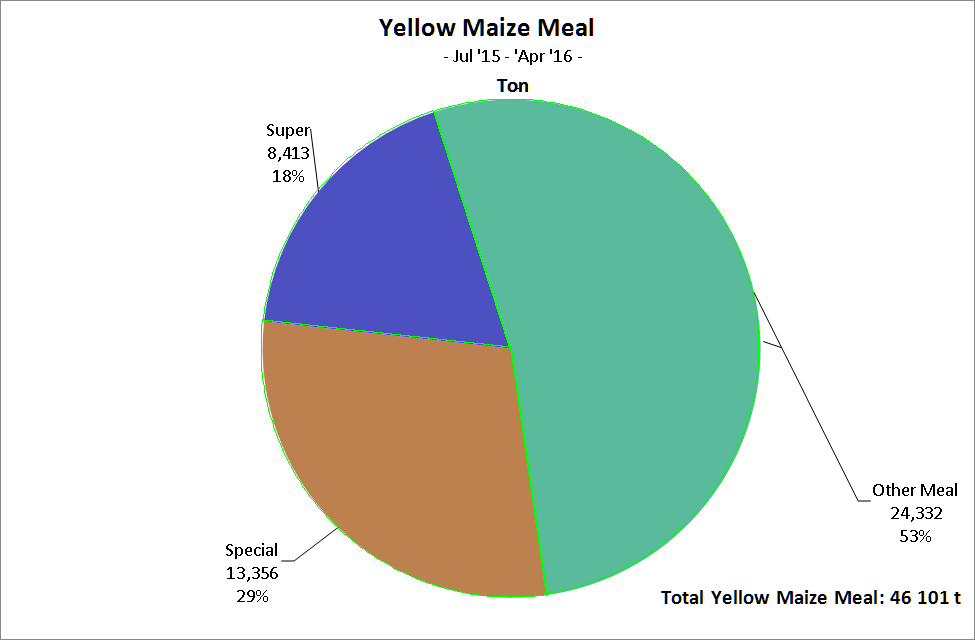 Yellow Maize Meal
- Jul '15 - 'Apr '16 -
Ton
Super
8,413
18%
Other Meal
24,332
53%
Special
13,356
29%
Total Yellow Maize Meal: 46 101 t